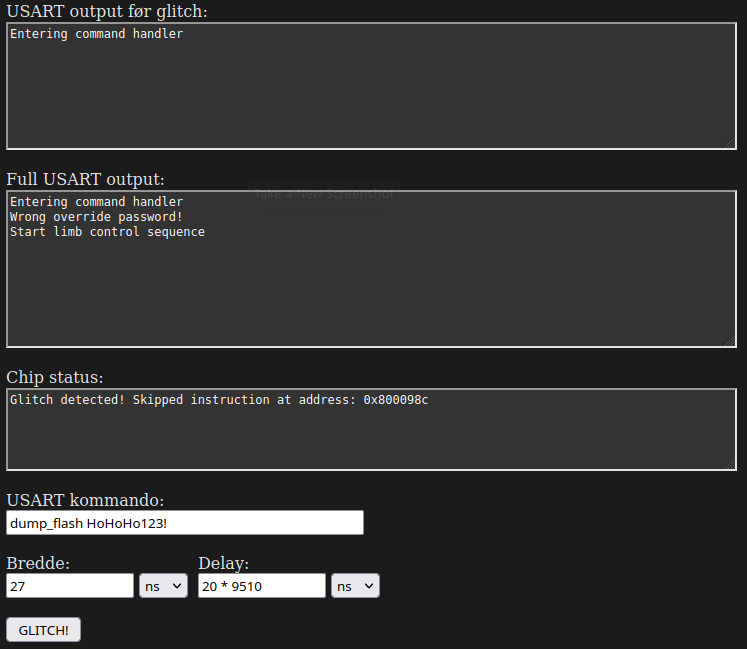 USART output før glitch:
Entering command handler
Full USART output:
Take a New Screenshot
Entering command handler
Wrong override password!
Start limb control sequence
Chip status:
Glitch detected! Skipped instruction at address: 0x800098c
USART kommando:
dump_flash HoHoHo123!
Bredde: Delay:
27 ns 20 * 9510 ns
GLITCH!